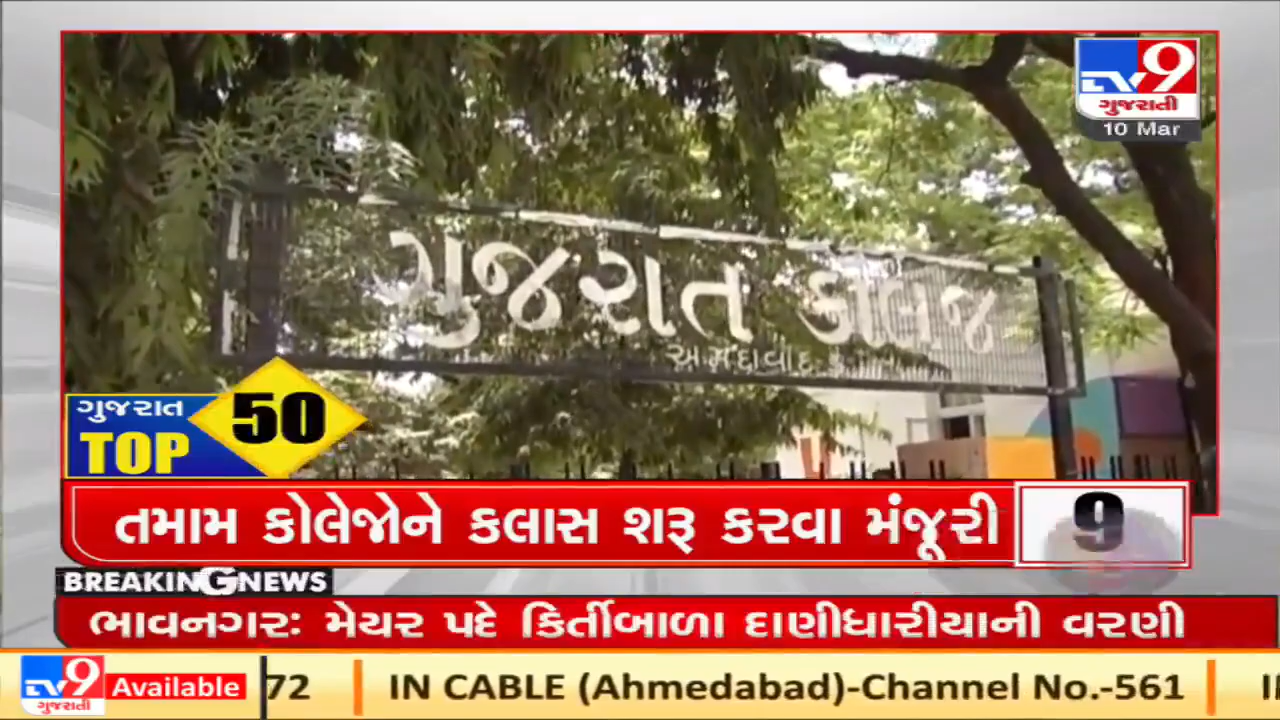 TV9
ગુજરાતી
10 Mar
ગુજરાત કોલેજ
અમદાવાદ
ગુજરાત
TOP 50
તમામ કોલેજોને કલાસ શરૂ કરવા મંજૂરી 9
BREAKING NEWS
ભાવનગરઃ મેયર પદે કિર્તીબાળા દાણીધારીયાની વરણી
TV9 ગુજરાતી Available 72 IN CABLE (Ahmedabad)-Channel No.-561